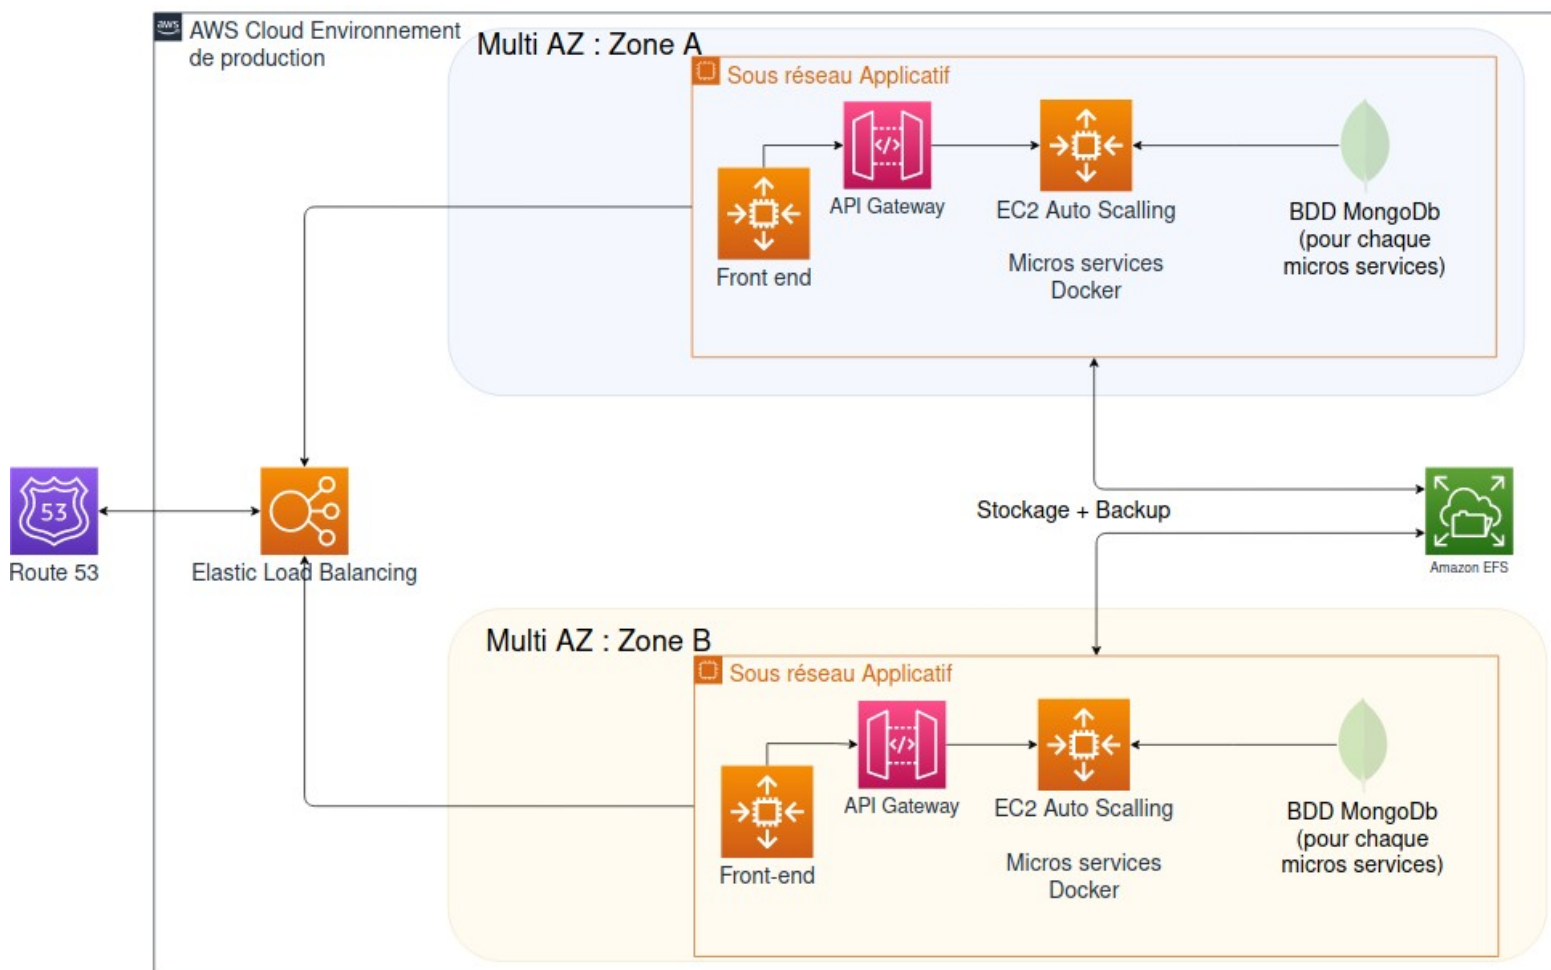 aws
AWS Cloud Environnement
de production
Multi AZ : Zone A
Sous réseau Applicatif
</>
API Gateway
EC2 Auto Scalling
Micros services
Docker
BDD MongoDb
(pour chaque
micros services)
Front end
53
Route 53
Elastic Load Balancing
Stockage + Backup
Amazon EFS
Multi AZ : Zone B
Sous réseau Applicatif
</>
API Gateway
EC2 Auto Scalling
Micros services
Docker
BDD MongoDb
(pour chaque
micros services)
Front-end